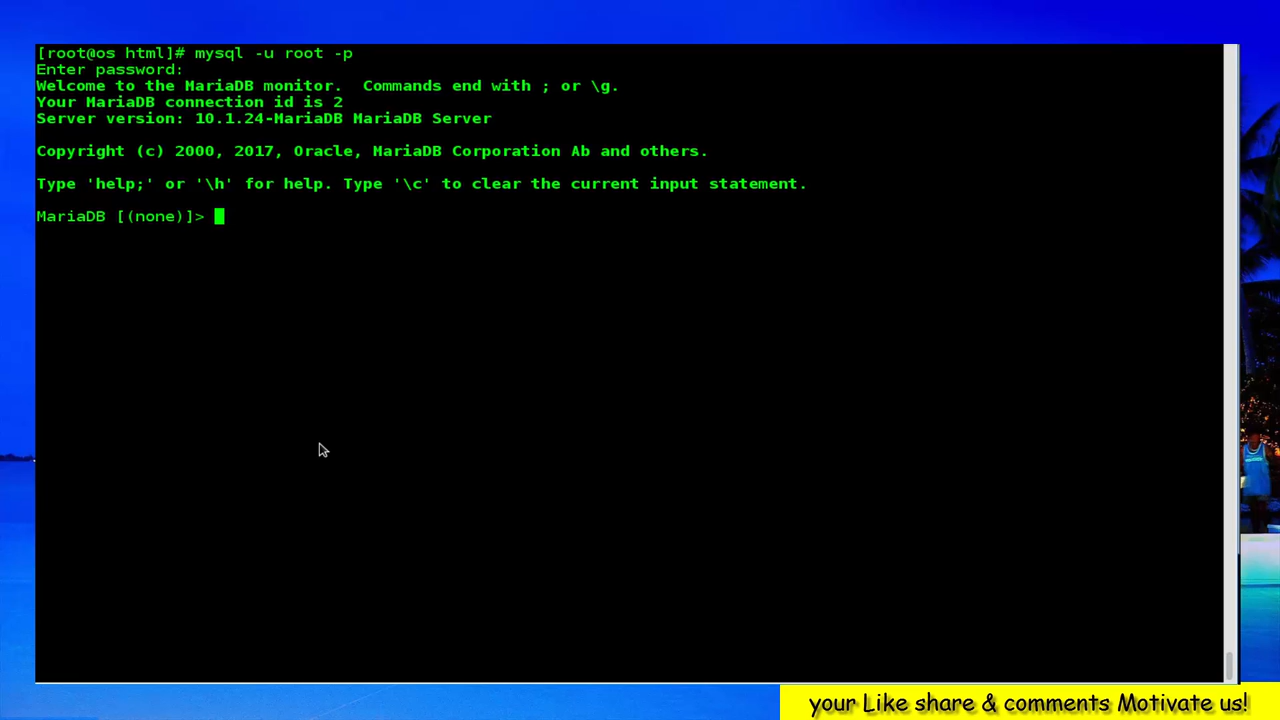 [root@os html]# mysql -u root -p
Enter password:
Welcome to the MariaDB monitor.  Commands end with ; or \g.
Your MariaDB connection id is 2
Server version: 10.1.24-MariaDB MariaDB Server
Copyright (c) 2000, 2017, Oracle, MariaDB Corporation Ab and others.
Type 'help;' or '\h' for help. Type '\c' to clear the current input statement.
MariaDB [(none)]>
your Like share & comments Motivate us!